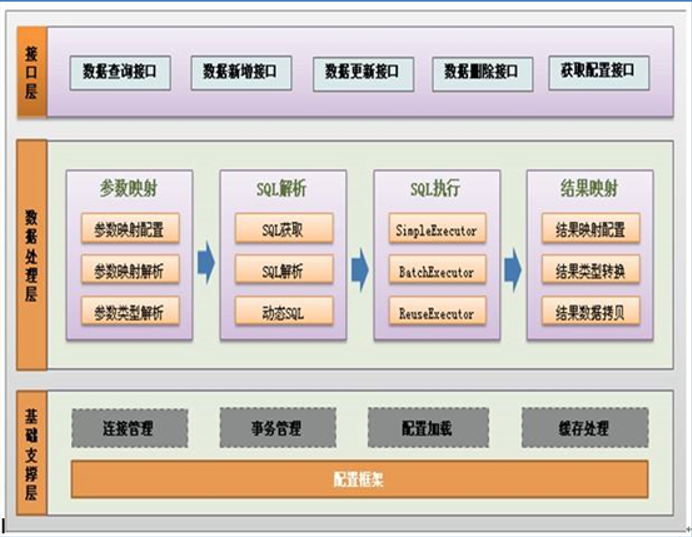 接口层
数据查询接口
数据新增接口
数据更新接口
数据删除接口
获取配置接口
数据处理层
参数映射
参数映射配置
参数映射解析
参数类型解析
SQL解析
SQL获取
SQL解析
动态SQL
SQL执行
SimpleExecutor
BatchExecutor
ReuseExecutor
结果映射
结果映射配置
结果类型转换
结果数据拷贝
基础支撑层
连接管理
事务管理
配置加载
缓存处理
配置框架